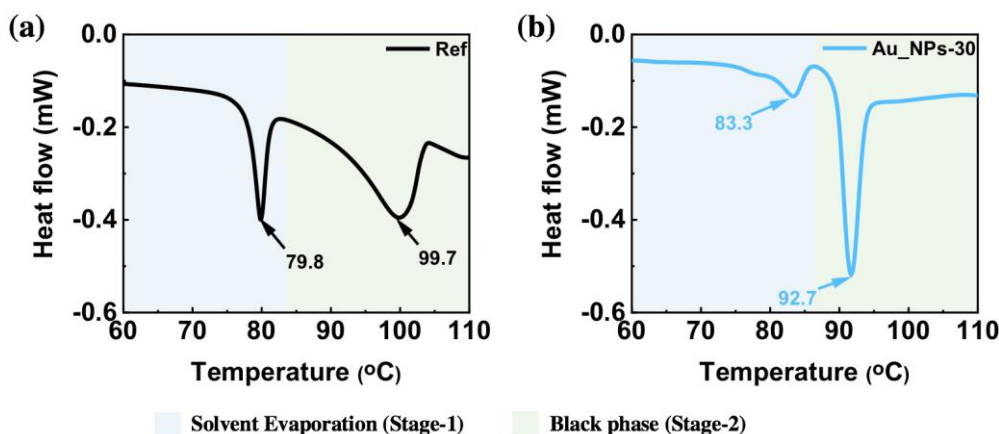 (a)
0.0
-0.2
-0.4
-0.6
Heat flow (mW)
Ref
79.8
99.7
60 70 80 90 100 110
Temperature (°C)
(b)
0.0
-0.2
-0.4
-0.6
Heat flow (mW)
Au_NPs-30
83.3
92.7
60 70 80 90 100 110
Temperature (°C)
Solvent Evaporation (Stage-1) Black phase (Stage-2)